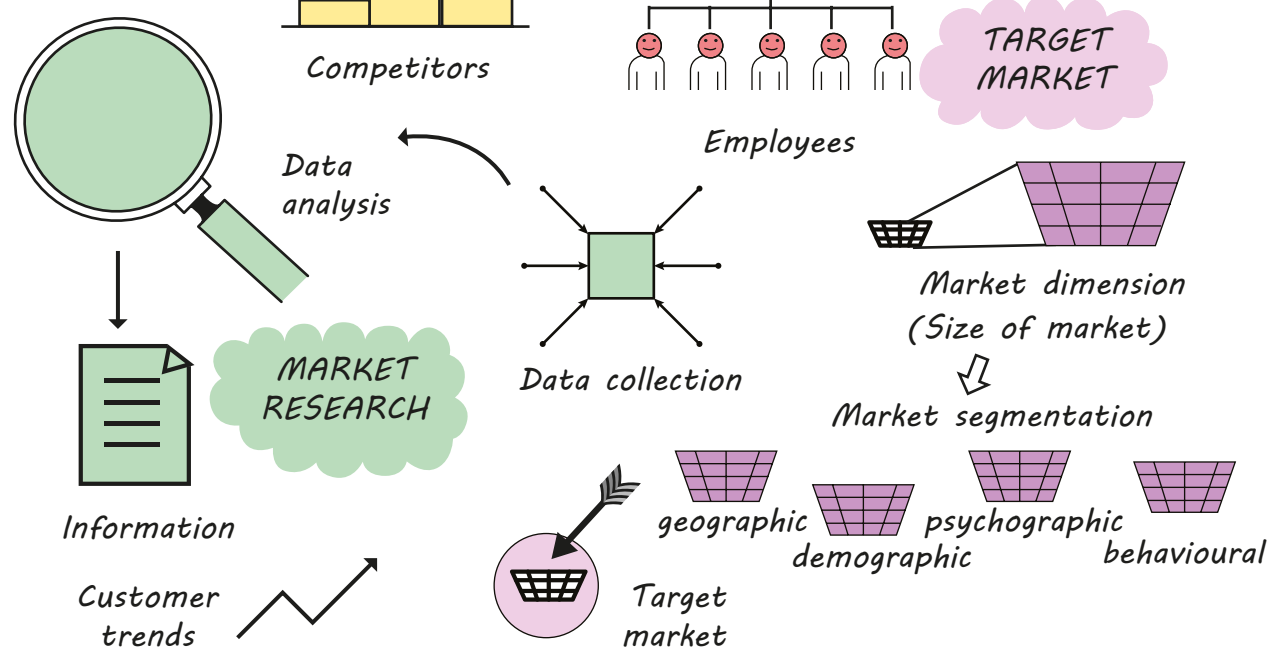 Competitors
TARGET
MARKET
Employees
Data
analysis
Market dimension
(Size of market)
Data collection
MARKET
RESEARCH
Market segmentation
geographic
demographic
psychographic
behavioural
Information
Customer
trends
Target
market